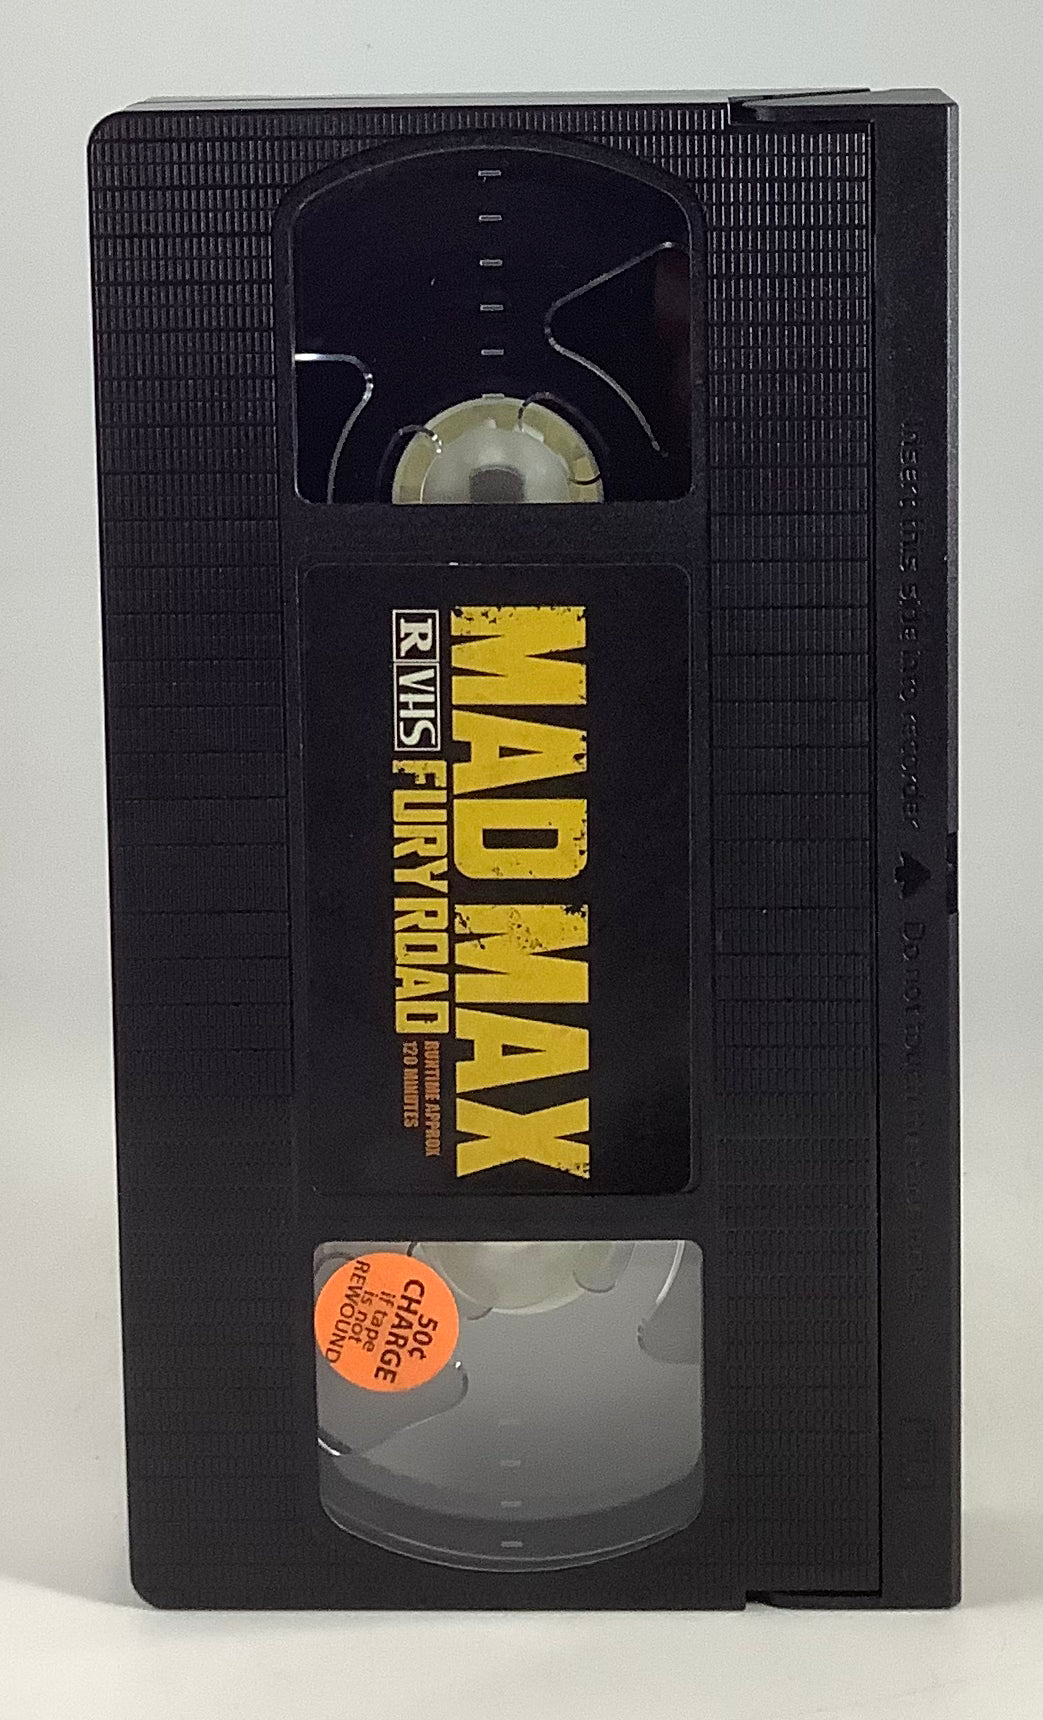 MAD MAX
R VHS FURY ROAD
RUNTIME APPROX
120 MINUTES
50¢
CHARGE
if tape
is not
REWOUND
Insert this side into recorder
Do not